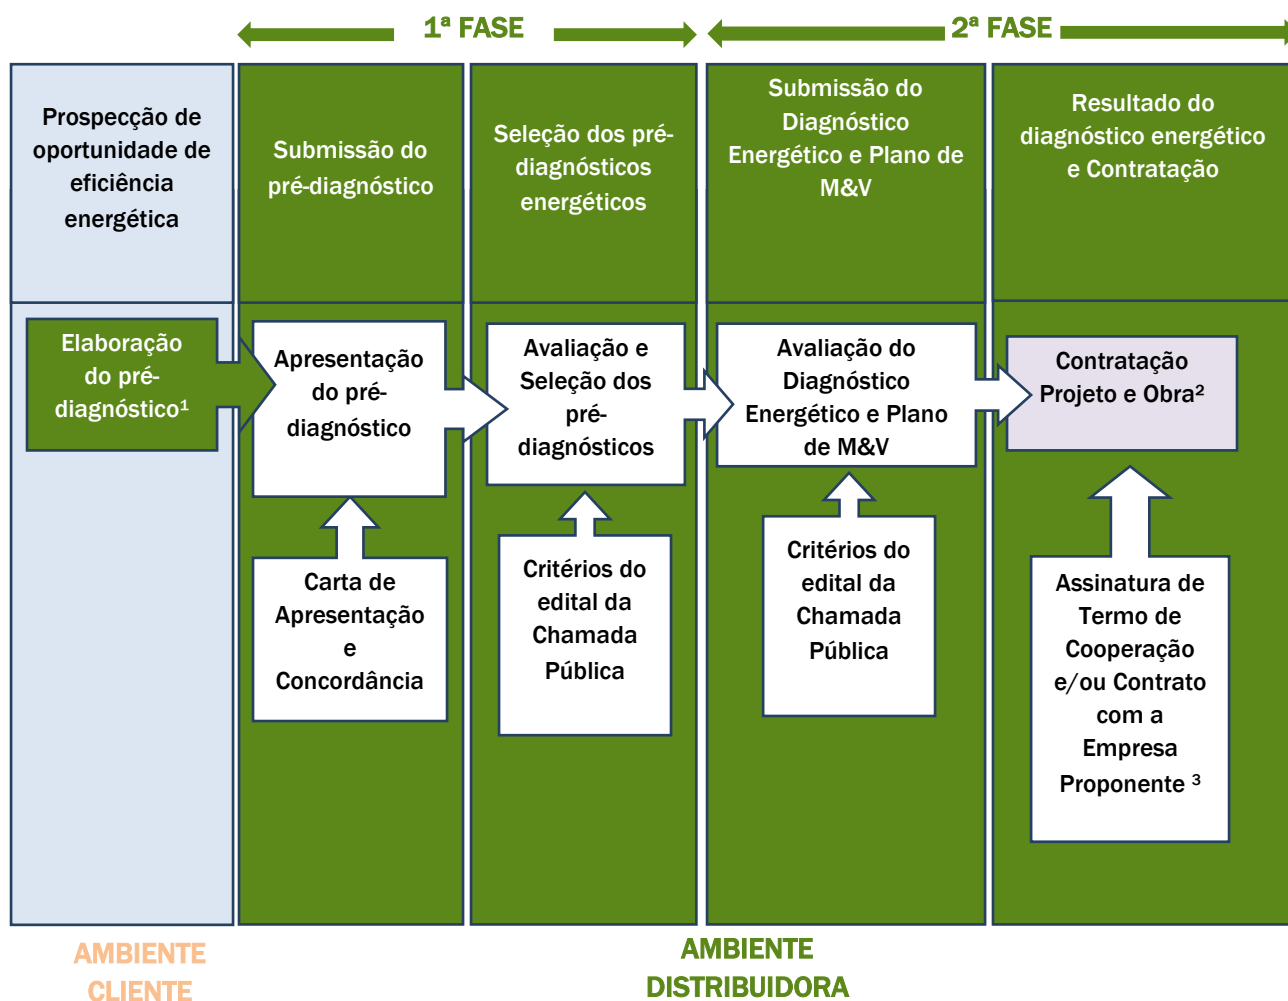 1ª FASE
2ª FASE
Prospecção de
oportunidade de
eficiência
energética
Submissão do
pré-diagnóstico
Seleção dos pré-
diagnósticos
energéticos
Submissão do
Diagnóstico
Energético e Plano de
M&V
Resultado do
diagnóstico energético
e Contratação
Elaboração
do pré-
diagnóstico¹
Apresentação
do pré-
diagnóstico
Avaliação e
Seleção dos
pré-
diagnósticos
Avaliação do
Diagnóstico
Energético e Plano
de M&V
Contratação
Projeto e Obra²
Carta de
Apresentação
e
Concordância
Critérios do
edital da
Chamada
Pública
Critérios do
edital da
Chamada
Pública
Assinatura de
Termo de
Cooperação
e/ou Contrato
com a
Empresa
Proponente ³
AMBIENTE
CLIENTE
AMBIENTE
DISTRIBUIDORA